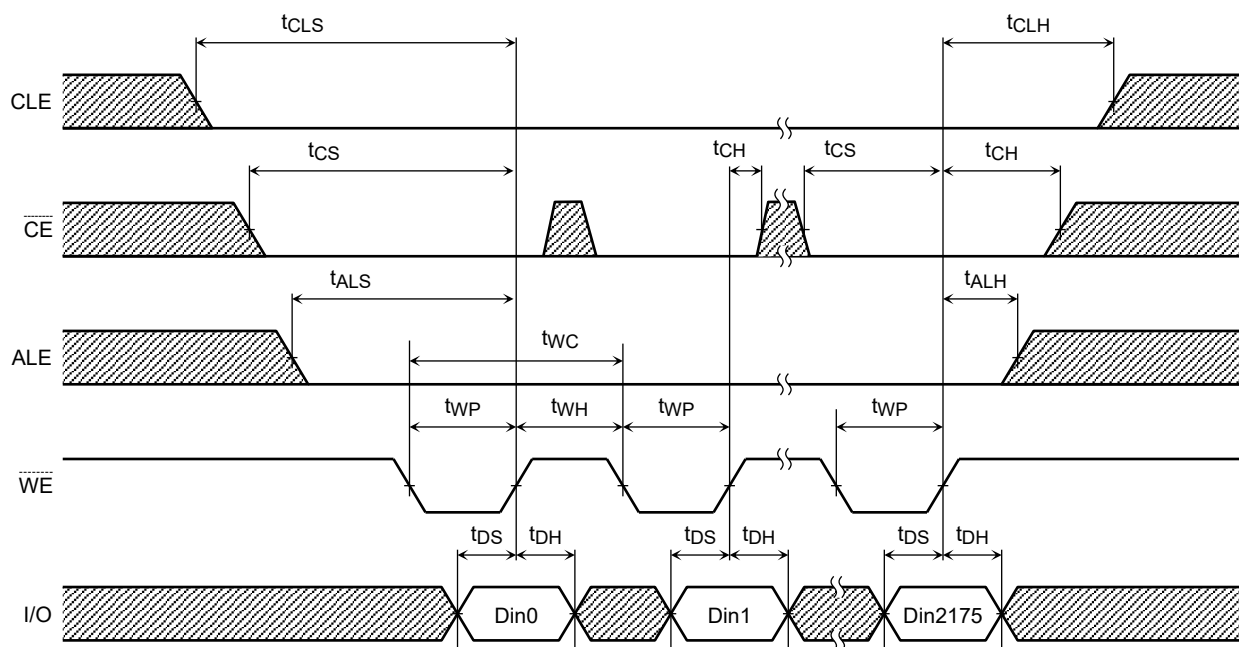 tCLS
tCLH
CLE
tCS
tCH
tCS
tCH
CE
tALS
tALH
ALE
tWC
tWP
tWH
tWP
tWP
WE
tDS
tDH
tDS
tDH
tDS
tDH
I/O
Din0
Din1
Din2175